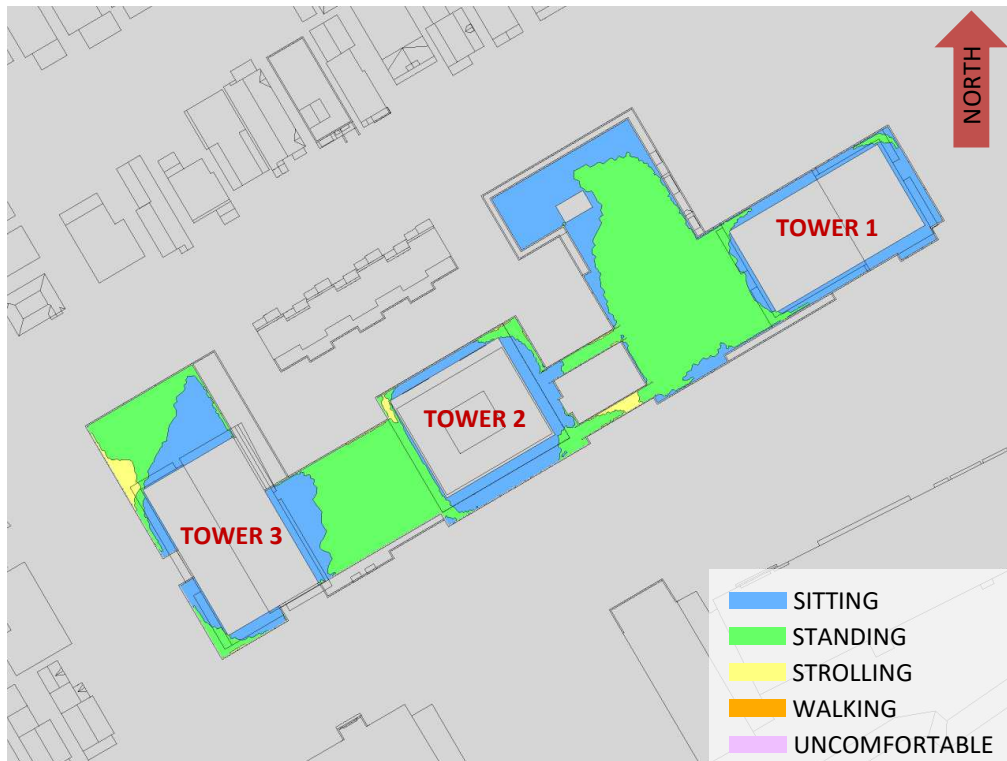 NORTH
TOWER 1
TOWER 2
TOWER 3
SITTING
STANDING
STROLLING
WALKING
UNCOMFORTABLE